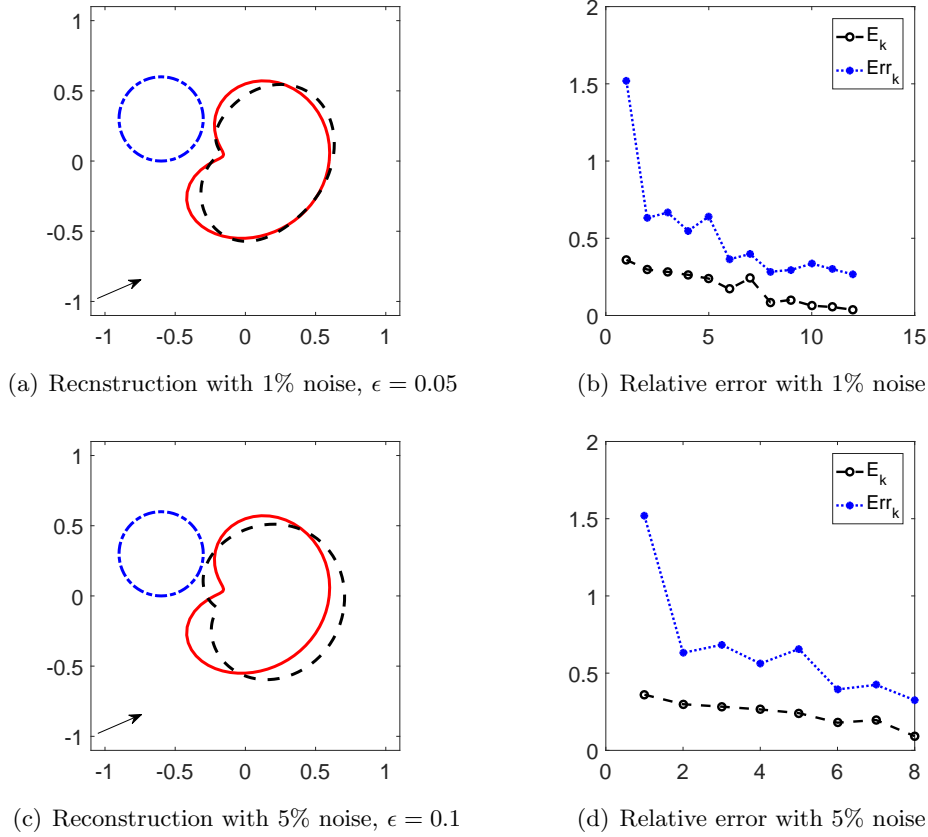 1
0.5
0
-0.5
-1
-1 -0.5 0 0.5 1
(a) Recnstruction with 1% noise, ϵ = 0.05
2
1.5
1
0.5
0
0 5 10 15
E_k
Err_k
(b) Relative error with 1% noise
1
0.5
0
-0.5
-1
-1 -0.5 0 0.5 1
(c) Reconstruction with 5% noise, ϵ = 0.1
2
1.5
1
0.5
0
0 2 4 6 8
E_k
Err_k
(d) Relative error with 5% noise